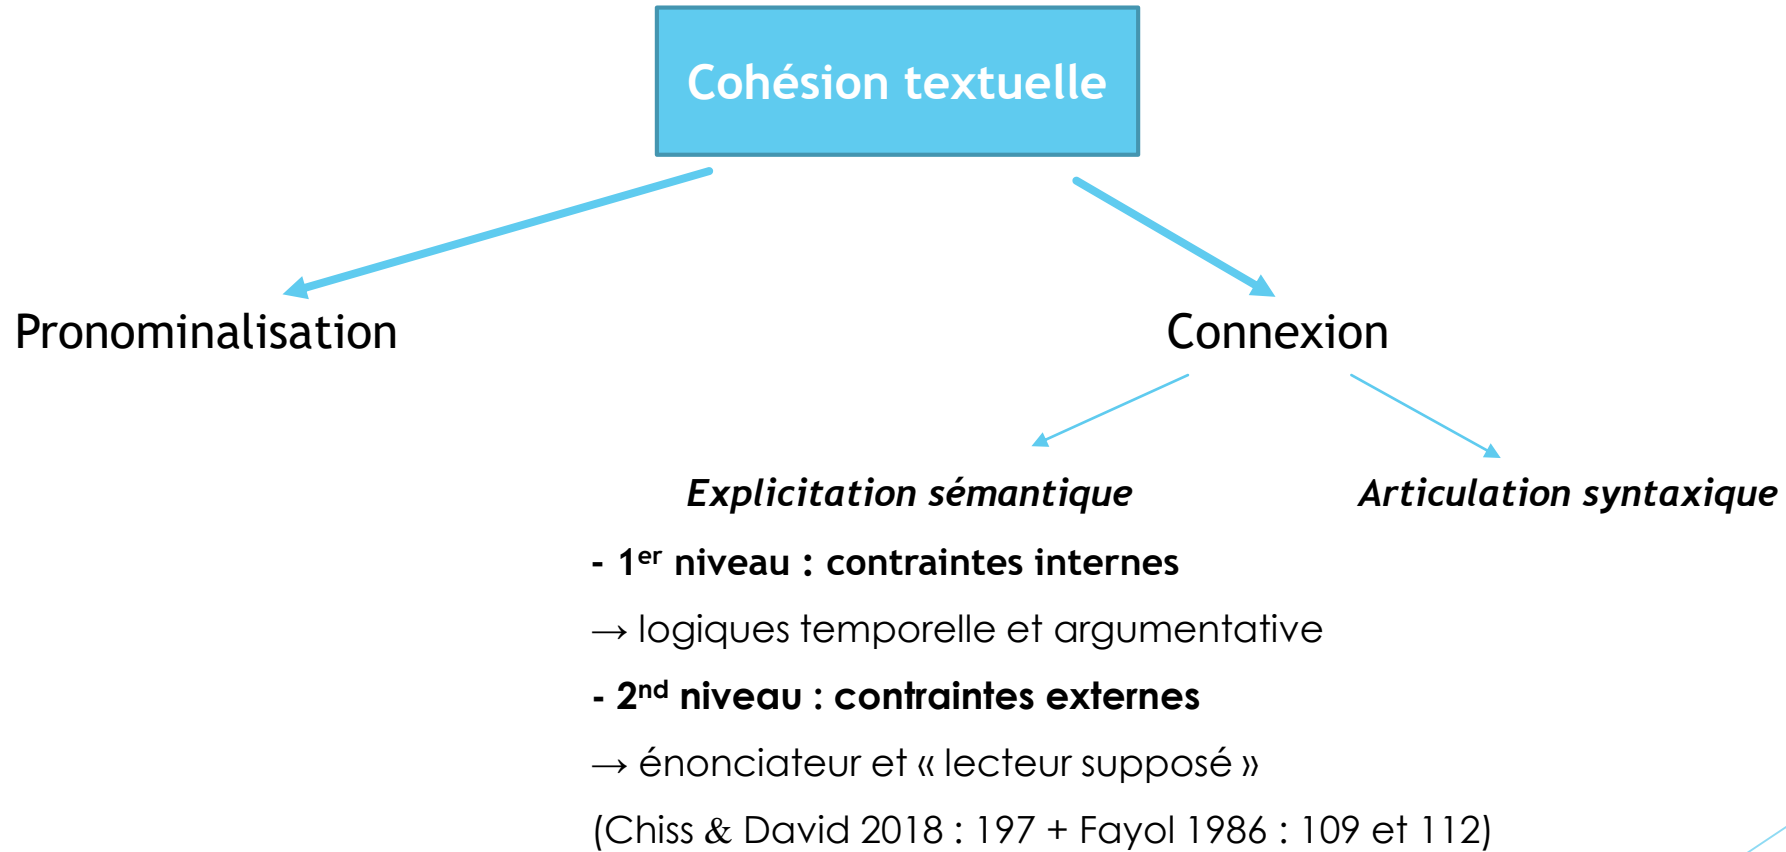 Cohésion textuelle
Pronominalisation
Connexion
Explicitation sémantique
Articulation syntaxique
- 1er niveau : contraintes internes
→ logiques temporelle et argumentative
- 2nd niveau : contraintes externes
→ énonciateur et « lecteur supposé »
(Chiss & David 2018 : 197 + Fayol 1986 : 109 et 112)